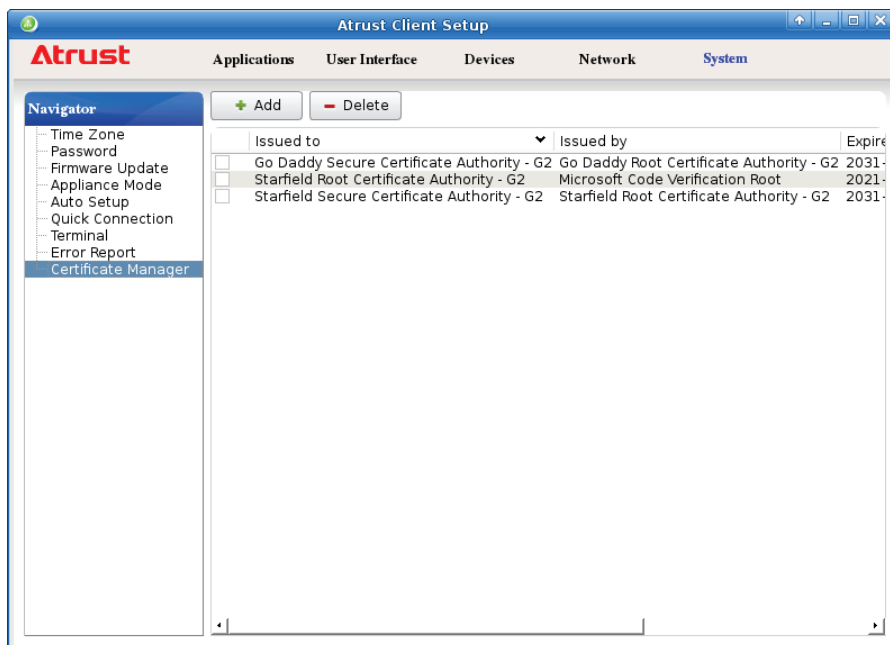 Atrust Client Setup
Atrust Applications User Interface Devices Network System
Navigator
Time Zone
Password
Firmware Update
Appliance Mode
Auto Setup
Quick Connection
Terminal
Error Report
Certificate Manager
Add Delete
Issued to Issued by Expire
Go Daddy Secure Certificate Authority - G2 Go Daddy Root Certificate Authority - G2 2031-
Starfield Root Certificate Authority - G2 Microsoft Code Verification Root 2021-
Starfield Secure Certificate Authority - G2 Starfield Root Certificate Authority - G2 2031-